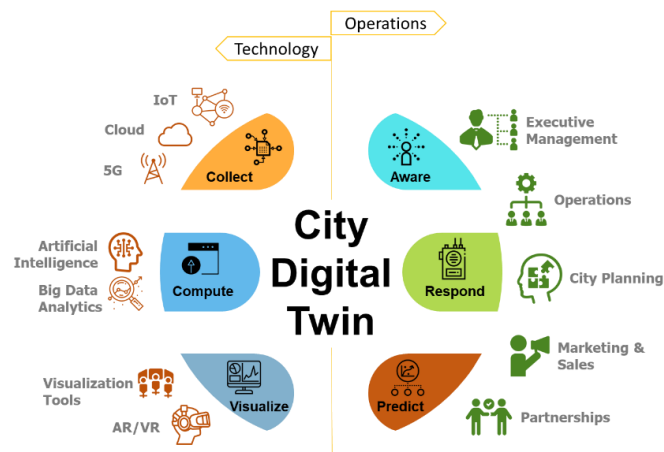 Operations
Technology
IoT
Cloud
5G
Collect
Artificial
Intelligence
Big Data
Analytics
Compute
Visualization
Tools
AR/VR
Visualize
City
Digital
Twin
Aware
Executive
Management
Operations
Respond
City Planning
Predict
Marketing &
Sales
Partnerships